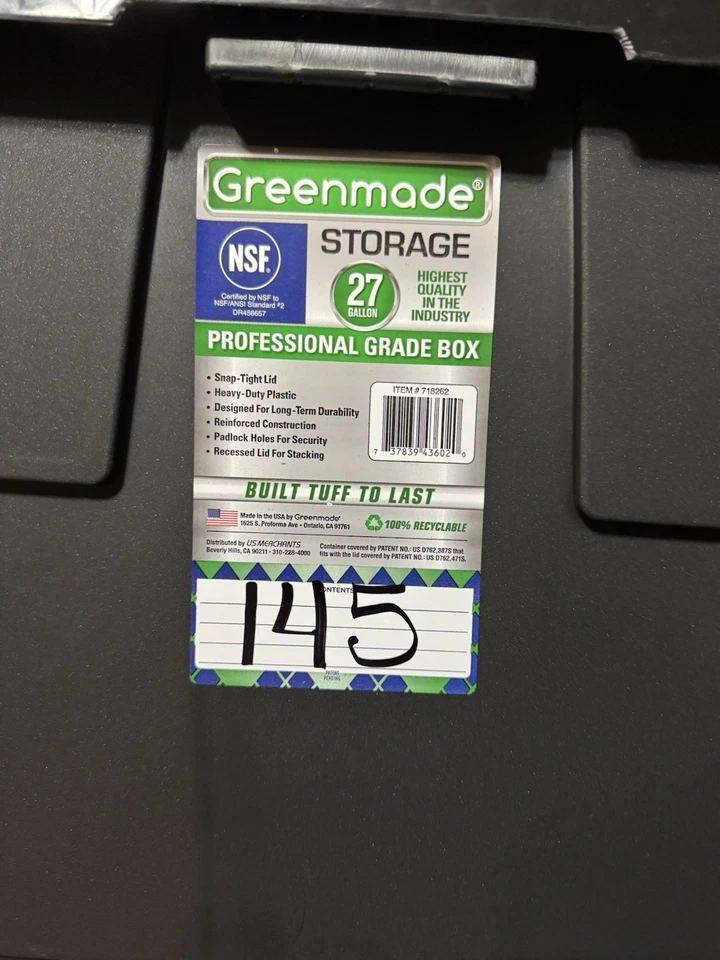 Greenmade®
NSF®
Certified by NSF to
NSF/ANSI Standard #2
DR456657
STORAGE
27
GALLON
HIGHEST
QUALITY
IN THE
INDUSTRY
PROFESSIONAL GRADE BOX
• Snap-Tight Lid
• Heavy-Duty Plastic
• Designed For Long-Term Durability
• Reinforced Construction
• Padlock Holes For Security
• Recessed Lid For Stacking
ITEM # 718262
7 37839 43602 0
BUILT TUFF TO LAST
Made in the USA by Greenmade®
1625 S. Proforma Ave • Ontario, CA 91761
100% RECYCLABLE
Distributed by US MERCHANTS
Beverly Hills, CA 90211 • 310-228-4000
Container covered by PATENT NO.: US D762,387S that
fits with the lid covered by PATENT NO.: US D762,471S.
CONTENTS
145
PATENT
PENDING